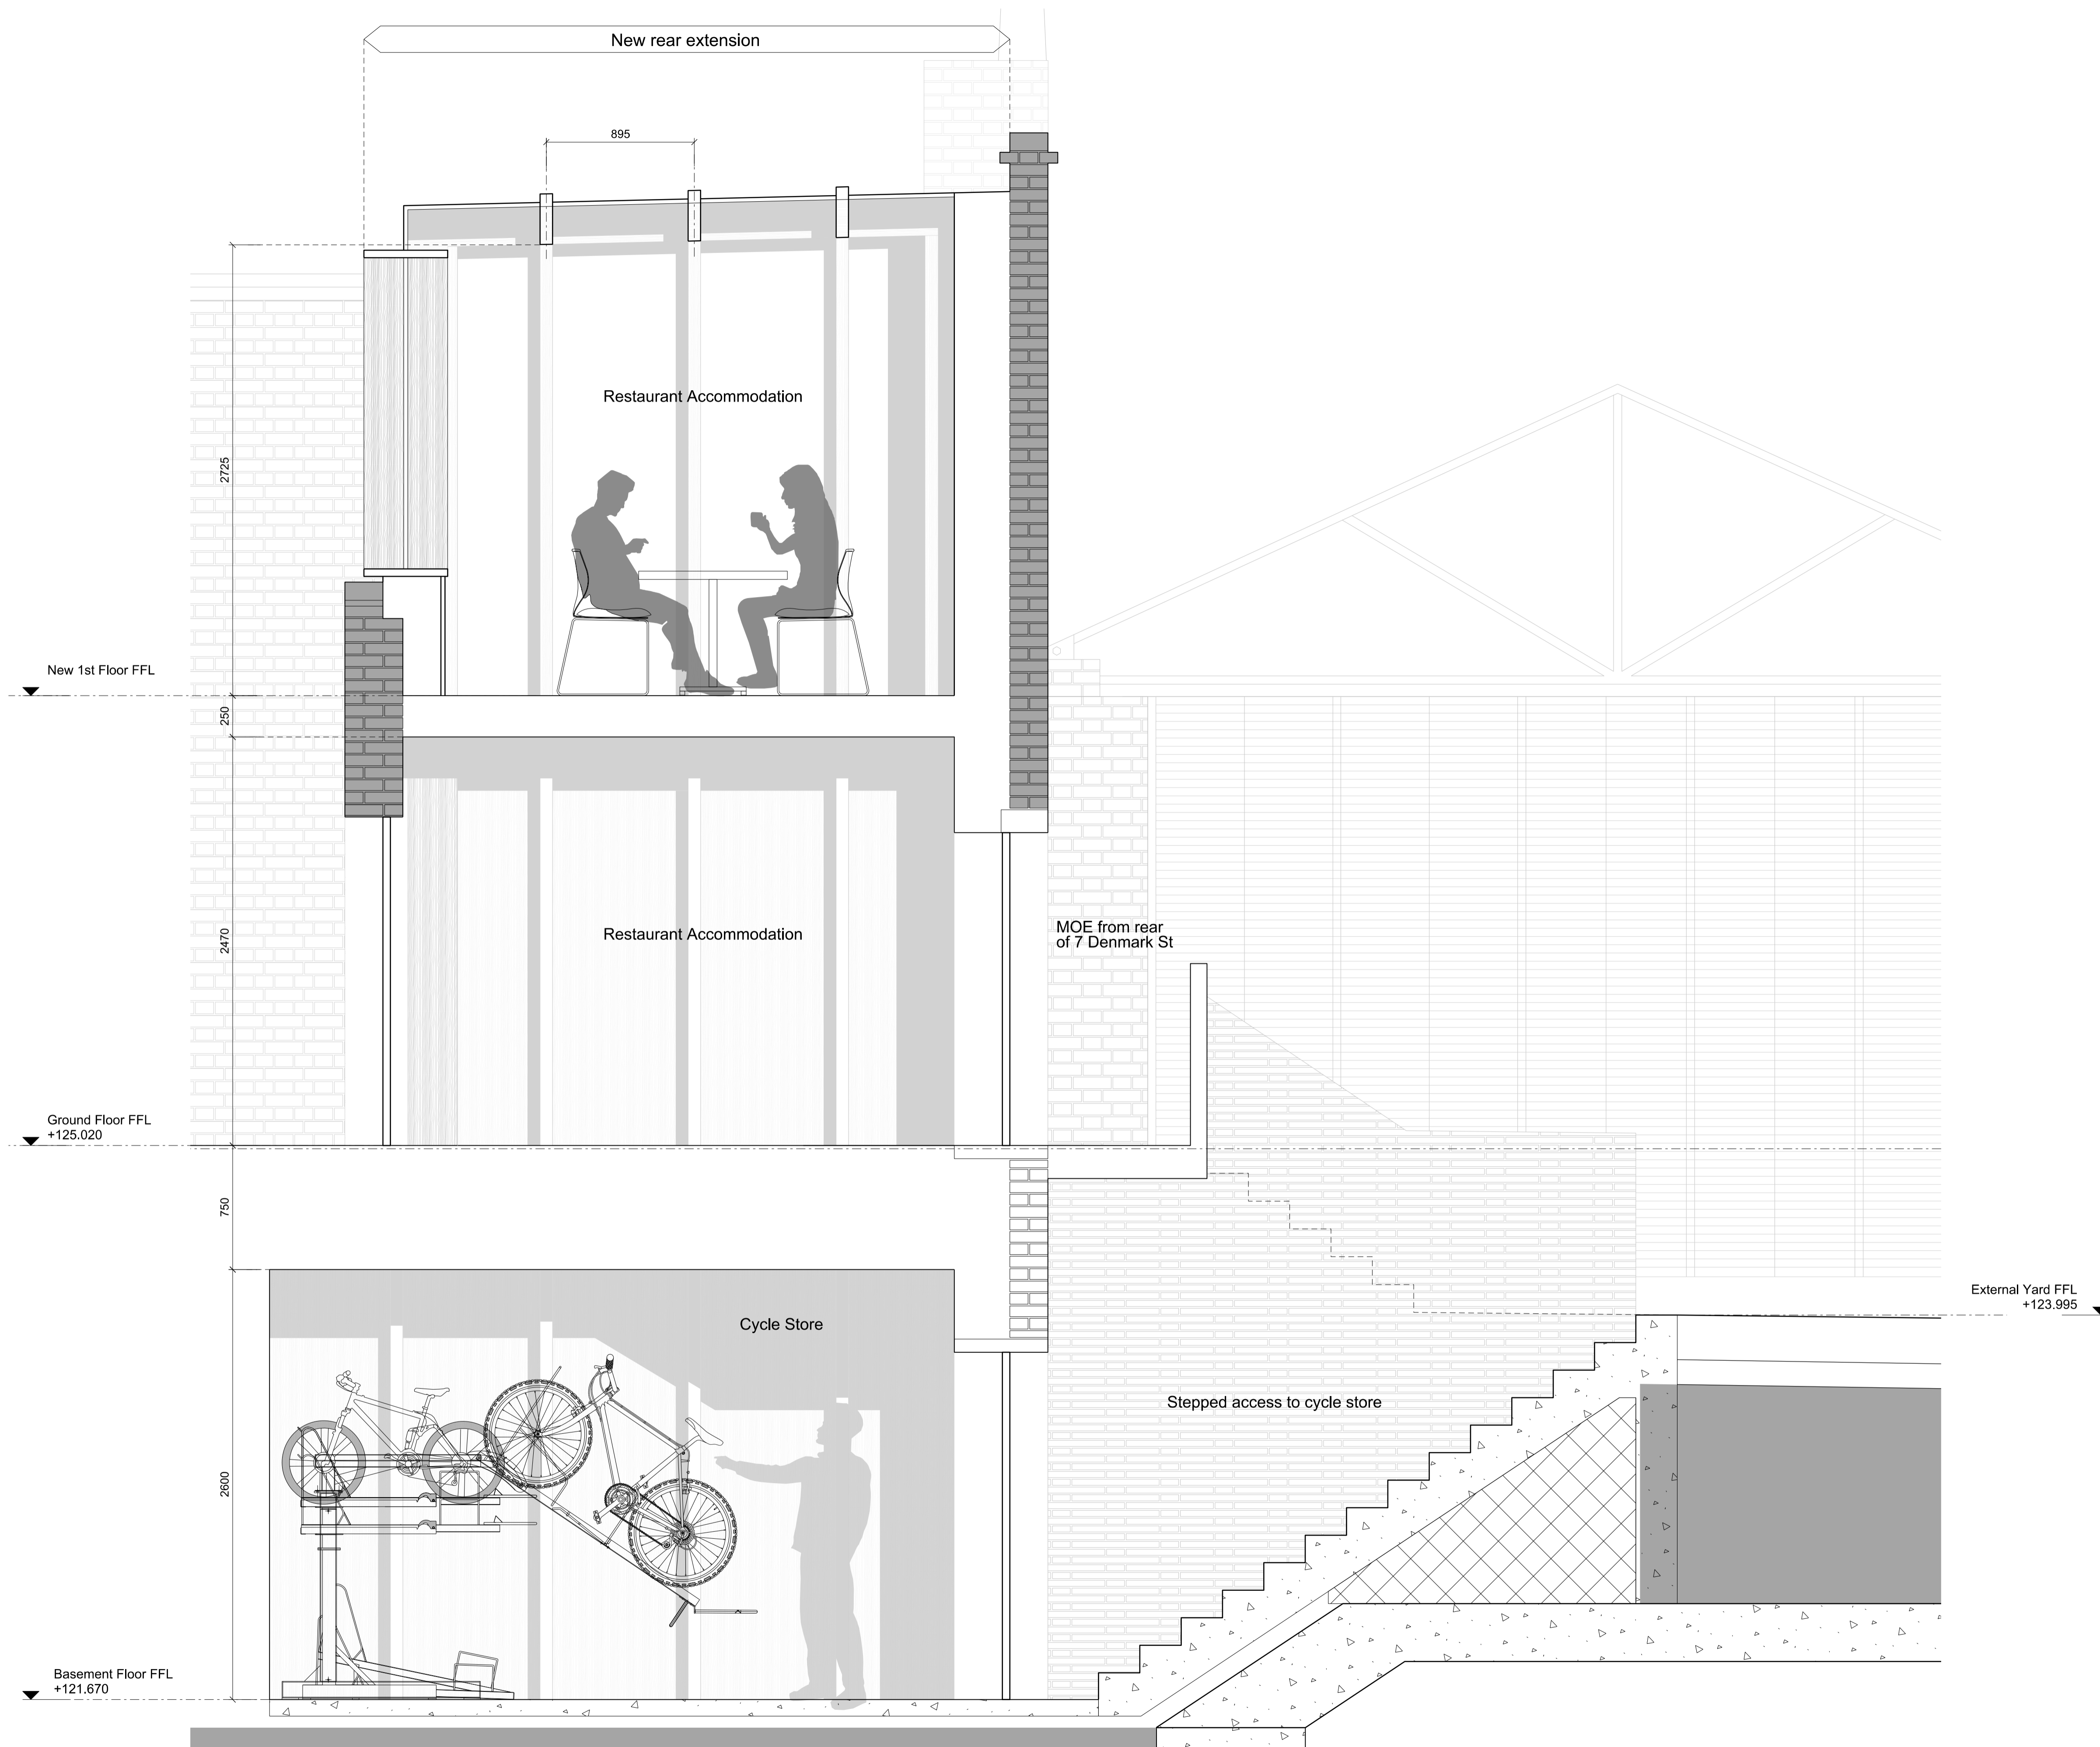 New rear extension
895
Restaurant Accommodation
2725
New 1st Floor FFL
250
Restaurant Accommodation
2470
MOE from rear
of 7 Denmark St
Ground Floor FFL
+125.020
750
External Yard FFL
+123.995
Cycle Store
Stepped access to cycle store
2600
Basement Floor FFL
+121.670